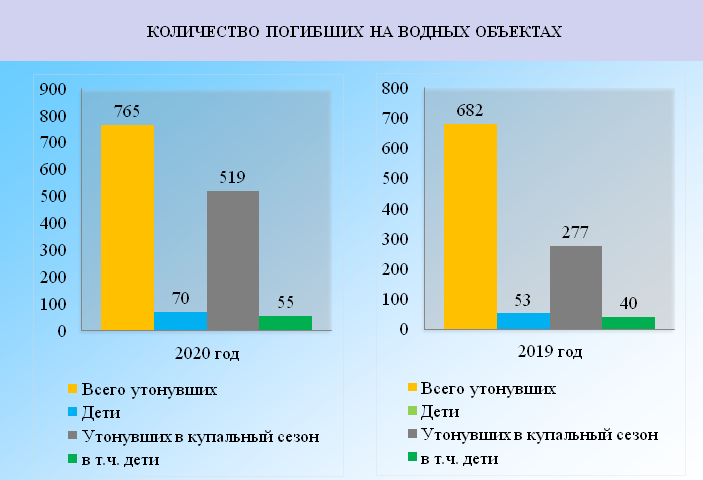 КОЛИЧЕСТВО ПОГИБШИХ НА ВОДНЫХ ОБЪЕКТАХ
900
800
700
600
500
400
300
200
100
0
765
70
519
55
2020 год
Всего утонувших
Дети
Утонувших в купальный сезон
в т.ч. дети
800
700
600
500
400
300
200
100
0
682
53
277
40
2019 год
Всего утонувших
Дети
Утонувших в купальный сезон
в т.ч. дети